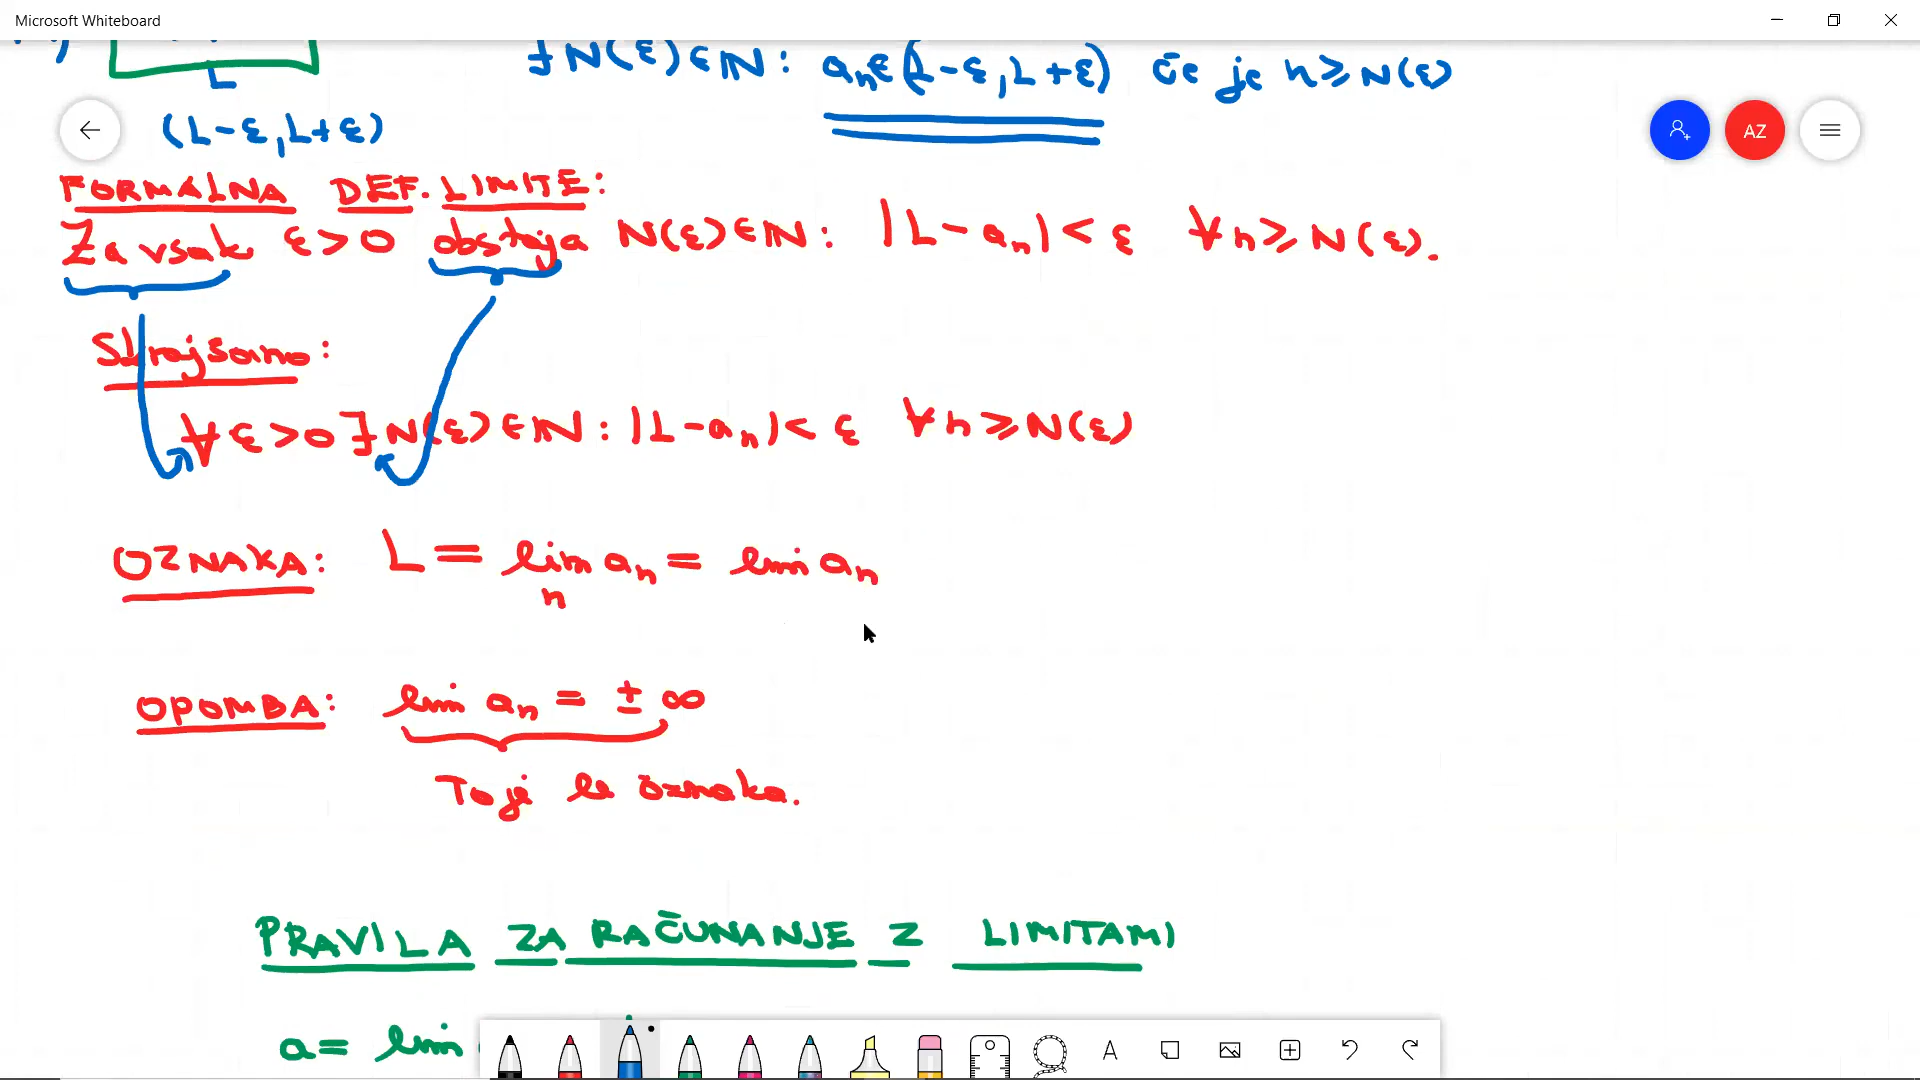 Microsoft Whiteboard
∃ N(ε) ∈ ℕ : aₙ ∈ (L-ε, L+ε) če je n ≥ N(ε)
L
(L-ε, L+ε)
AZ
FORMALNA DEF. LIMITE:
Za vsak ε > 0 obstaja N(ε) ∈ ℕ : |L - aₙ| < ε ∀n ≥ N(ε).
Skrajšano:
∀ ε > 0 ∃ N(ε) ∈ ℕ : |L - aₙ| < ε ∀n ≥ N(ε)
OZNAKA: L = lim aₙ = lim aₙ
n
OPOMBA: lim aₙ = ± ∞
To je le oznaka.
PRAVILA ZA RAČUNANJE Z LIMITAMI
a = lim